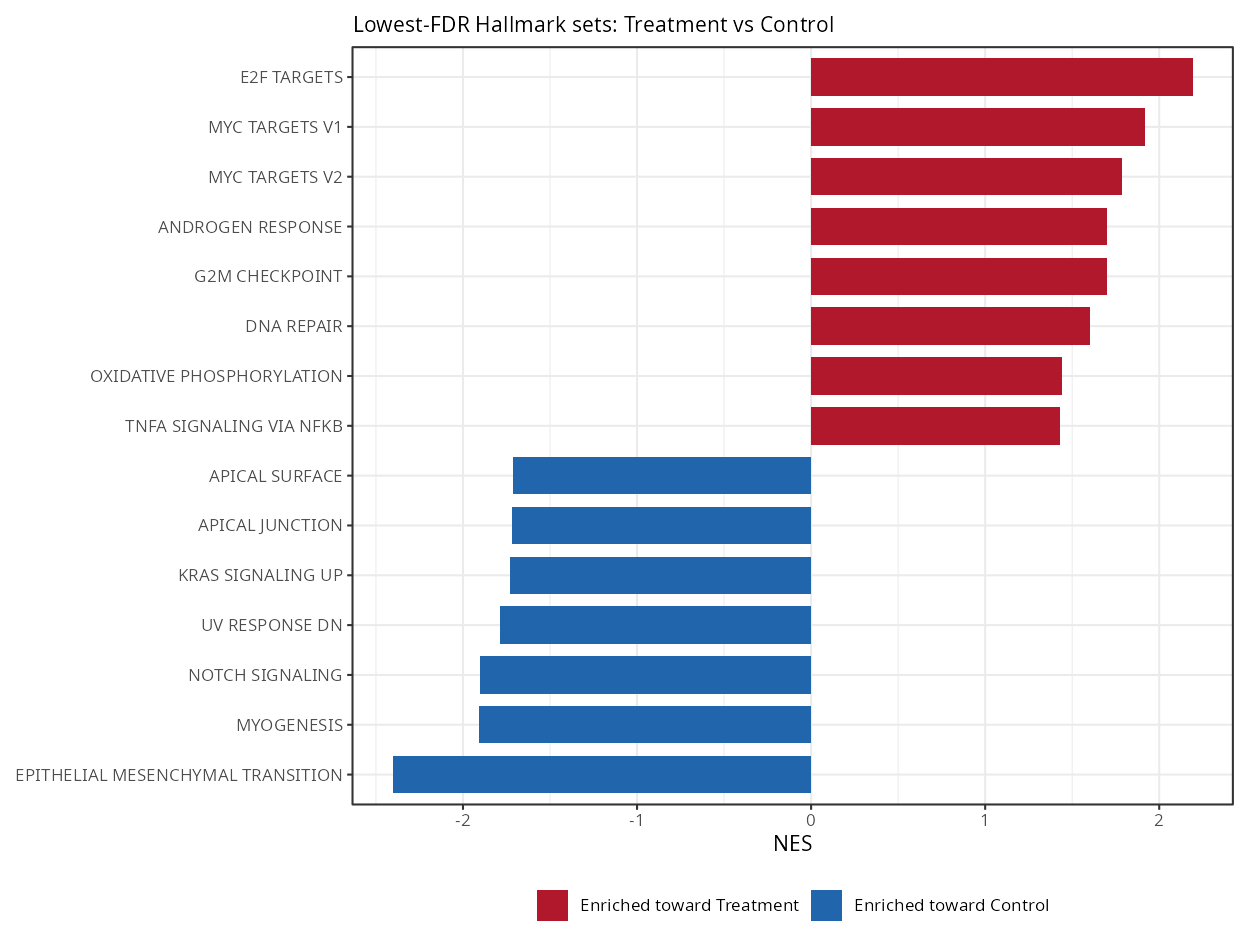 Lowest-FDR Hallmark sets: Treatment vs Control
E2F TARGETS
MYC TARGETS V1
MYC TARGETS V2
ANDROGEN RESPONSE
G2M CHECKPOINT
DNA REPAIR
OXIDATIVE PHOSPHORYLATION
TNFA SIGNALING VIA NFKB
APICAL SURFACE
APICAL JUNCTION
KRAS SIGNALING UP
UV RESPONSE DN
NOTCH SIGNALING
MYOGENESIS
EPITHELIAL MESENCHYMAL TRANSITION
-2 -1 0 1 2
NES
Enriched toward Treatment Enriched toward Control